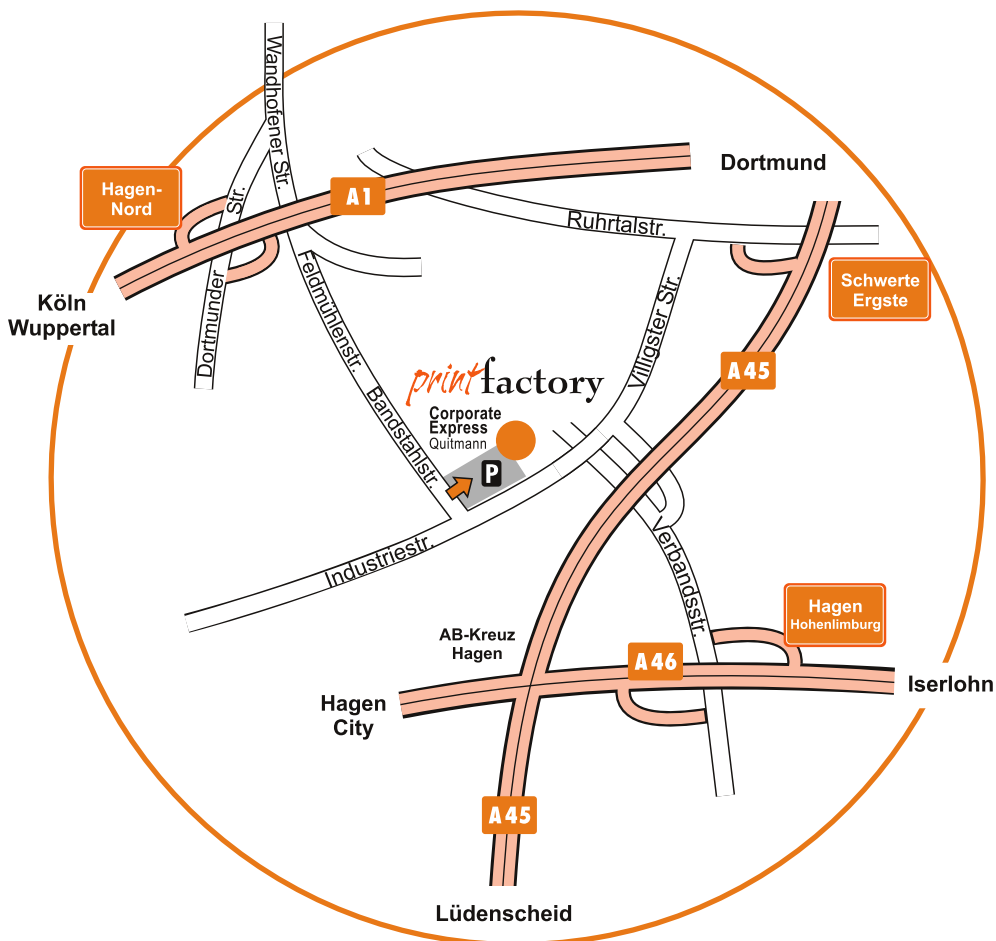 Wandhofener Str.
Dortmund
Hagen-
Nord
A1
Str.
Ruhrtalstr.
Schwerte
Ergste
Köln
Wuppertal
Dortmunder
Feldmühlenstr.
Villigster Str.
A45
printfactory
Corporate
Express
Quitmann
Bandstahlstr.
P
Industriestr.
Verbandsstr.
Hagen
Hohenlimburg
AB-Kreuz
Hagen
A46
Iserlohn
Hagen
City
A45
Lüdenscheid